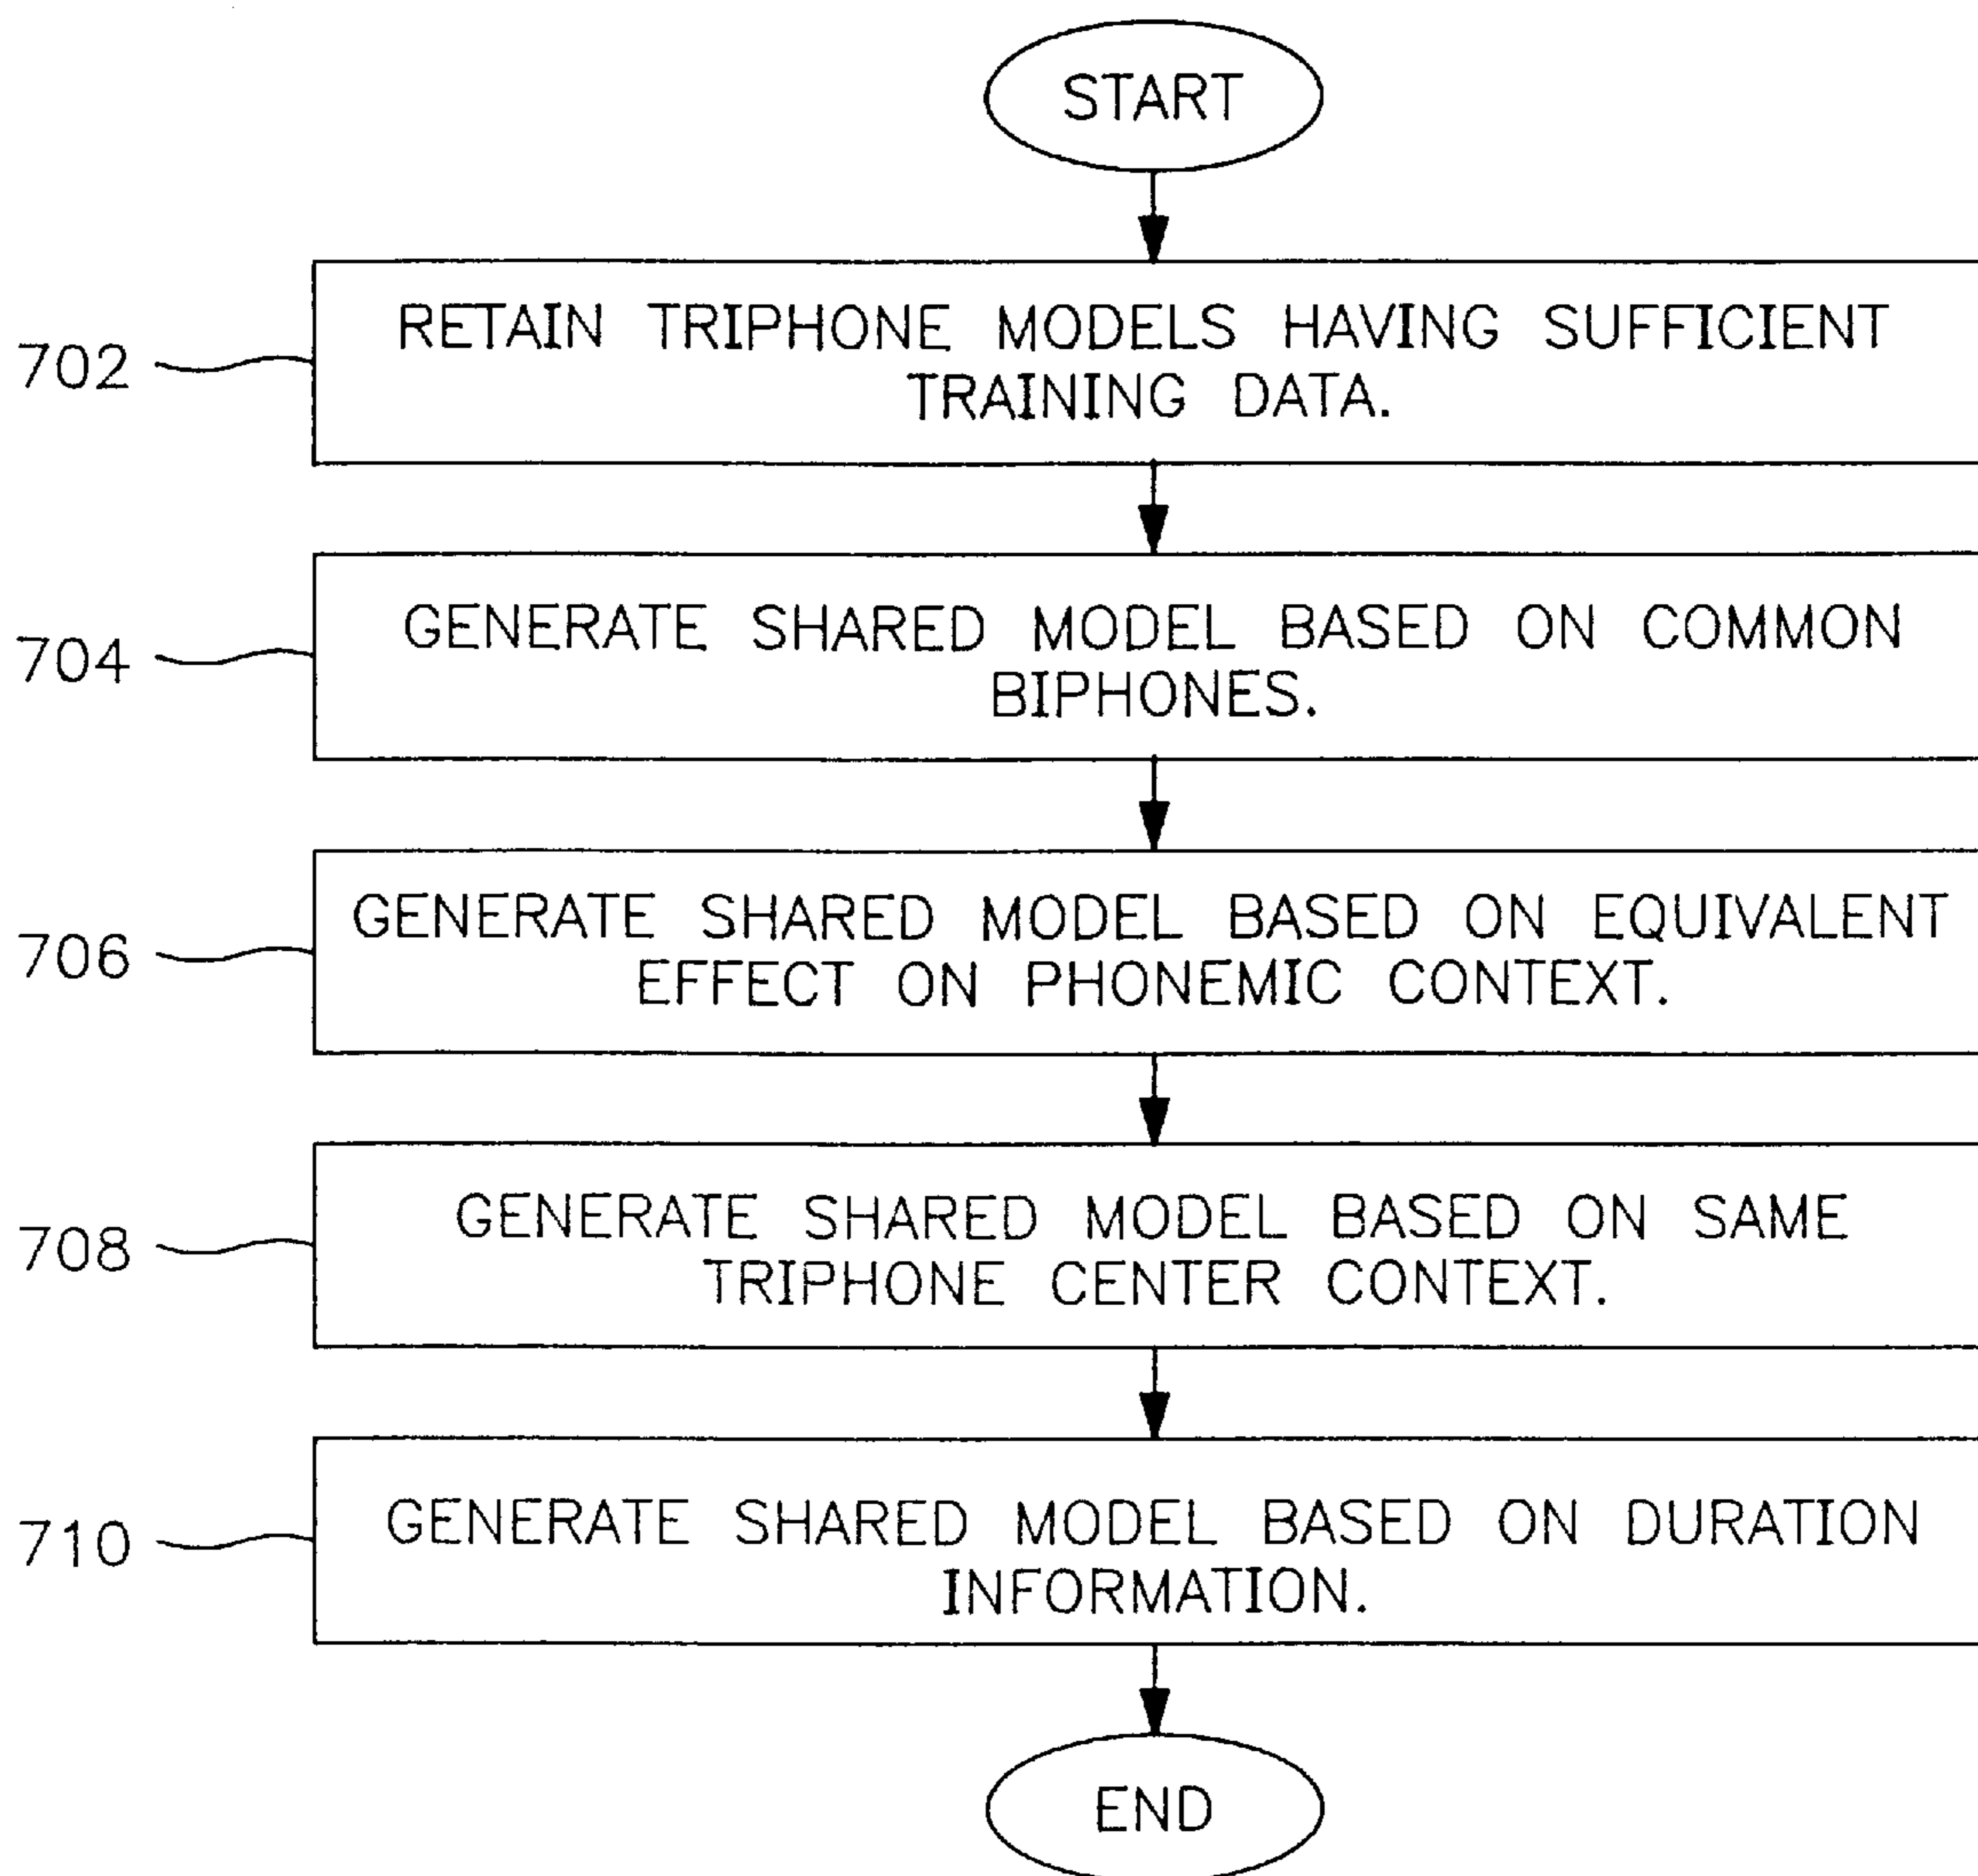 START
702
RETAIN TRIPHONE MODELS HAVING SUFFICIENT
TRAINING DATA.
704
GENERATE SHARED MODEL BASED ON COMMON
BIPHONES.
706
GENERATE SHARED MODEL BASED ON EQUIVALENT
EFFECT ON PHONEMIC CONTEXT.
708
GENERATE SHARED MODEL BASED ON SAME
TRIPHONE CENTER CONTEXT.
710
GENERATE SHARED MODEL BASED ON DURATION
INFORMATION.
END